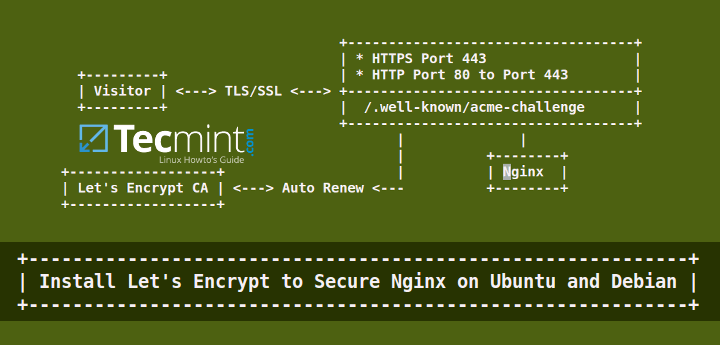 * HTTPS Port 443
* HTTP Port 80 to Port 443
Visitor <---> TLS/SSL <--->
/.well-known/acme-challenge
Tecmint.com
Linux Howto's Guide
Nginx
Let's Encrypt CA <---> Auto Renew <---
Install Let's Encrypt to Secure Nginx on Ubuntu and Debian